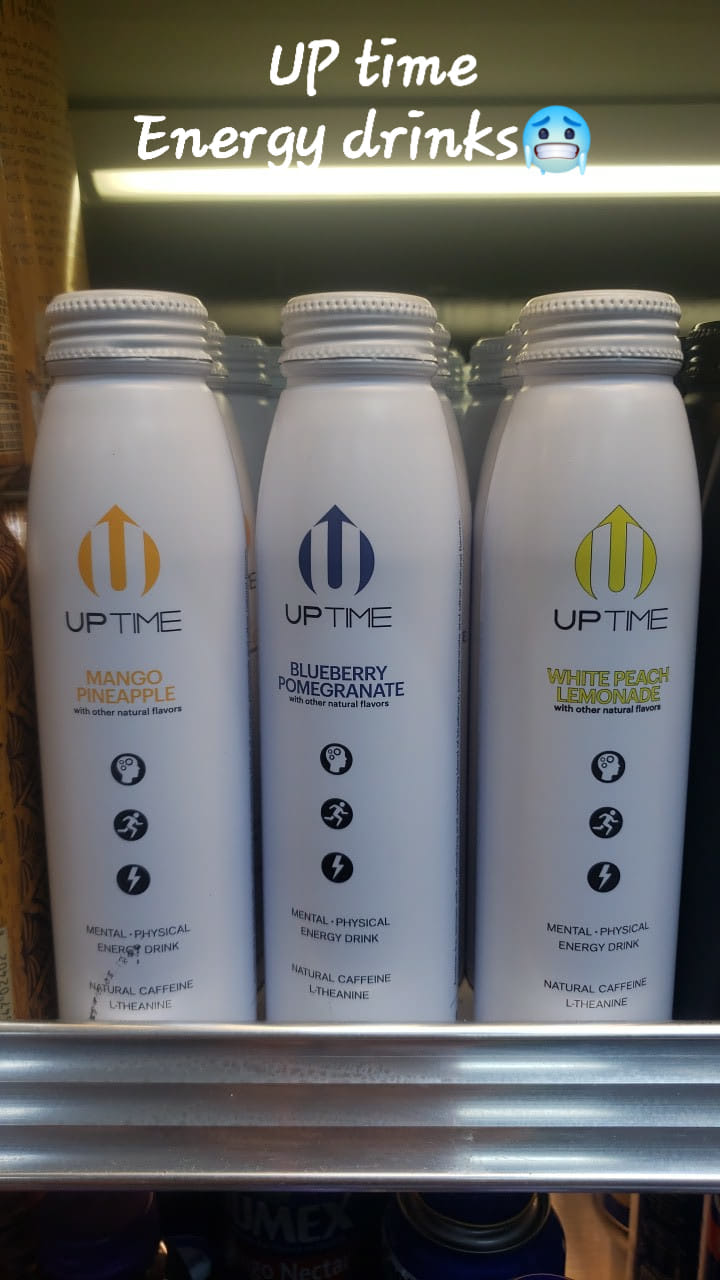 UP time
Energy drinks🥶
UPTIME
MANGO
PINEAPPLE
with other natural flavors
MENTAL · PHYSICAL
ENERGY DRINK
NATURAL CAFFEINE
L-THEANINE
UPTIME
BLUEBERRY
POMEGRANATE
with other natural flavors
MENTAL · PHYSICAL
ENERGY DRINK
NATURAL CAFFEINE
L-THEANINE
UPTIME
WHITE PEACH
LEMONADE
with other natural flavors
MENTAL · PHYSICAL
ENERGY DRINK
NATURAL CAFFEINE
L-THEANINE